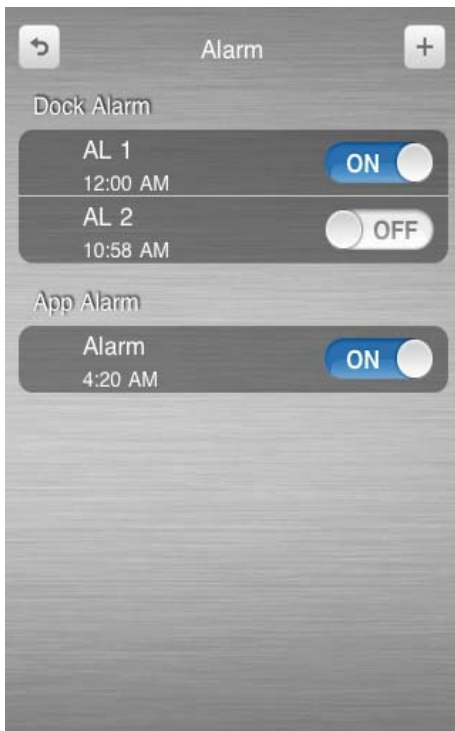 Alarm
Dock Alarm
AL 1
12:00 AM
ON
AL 2
10:58 AM
OFF
App Alarm
Alarm
4:20 AM
ON